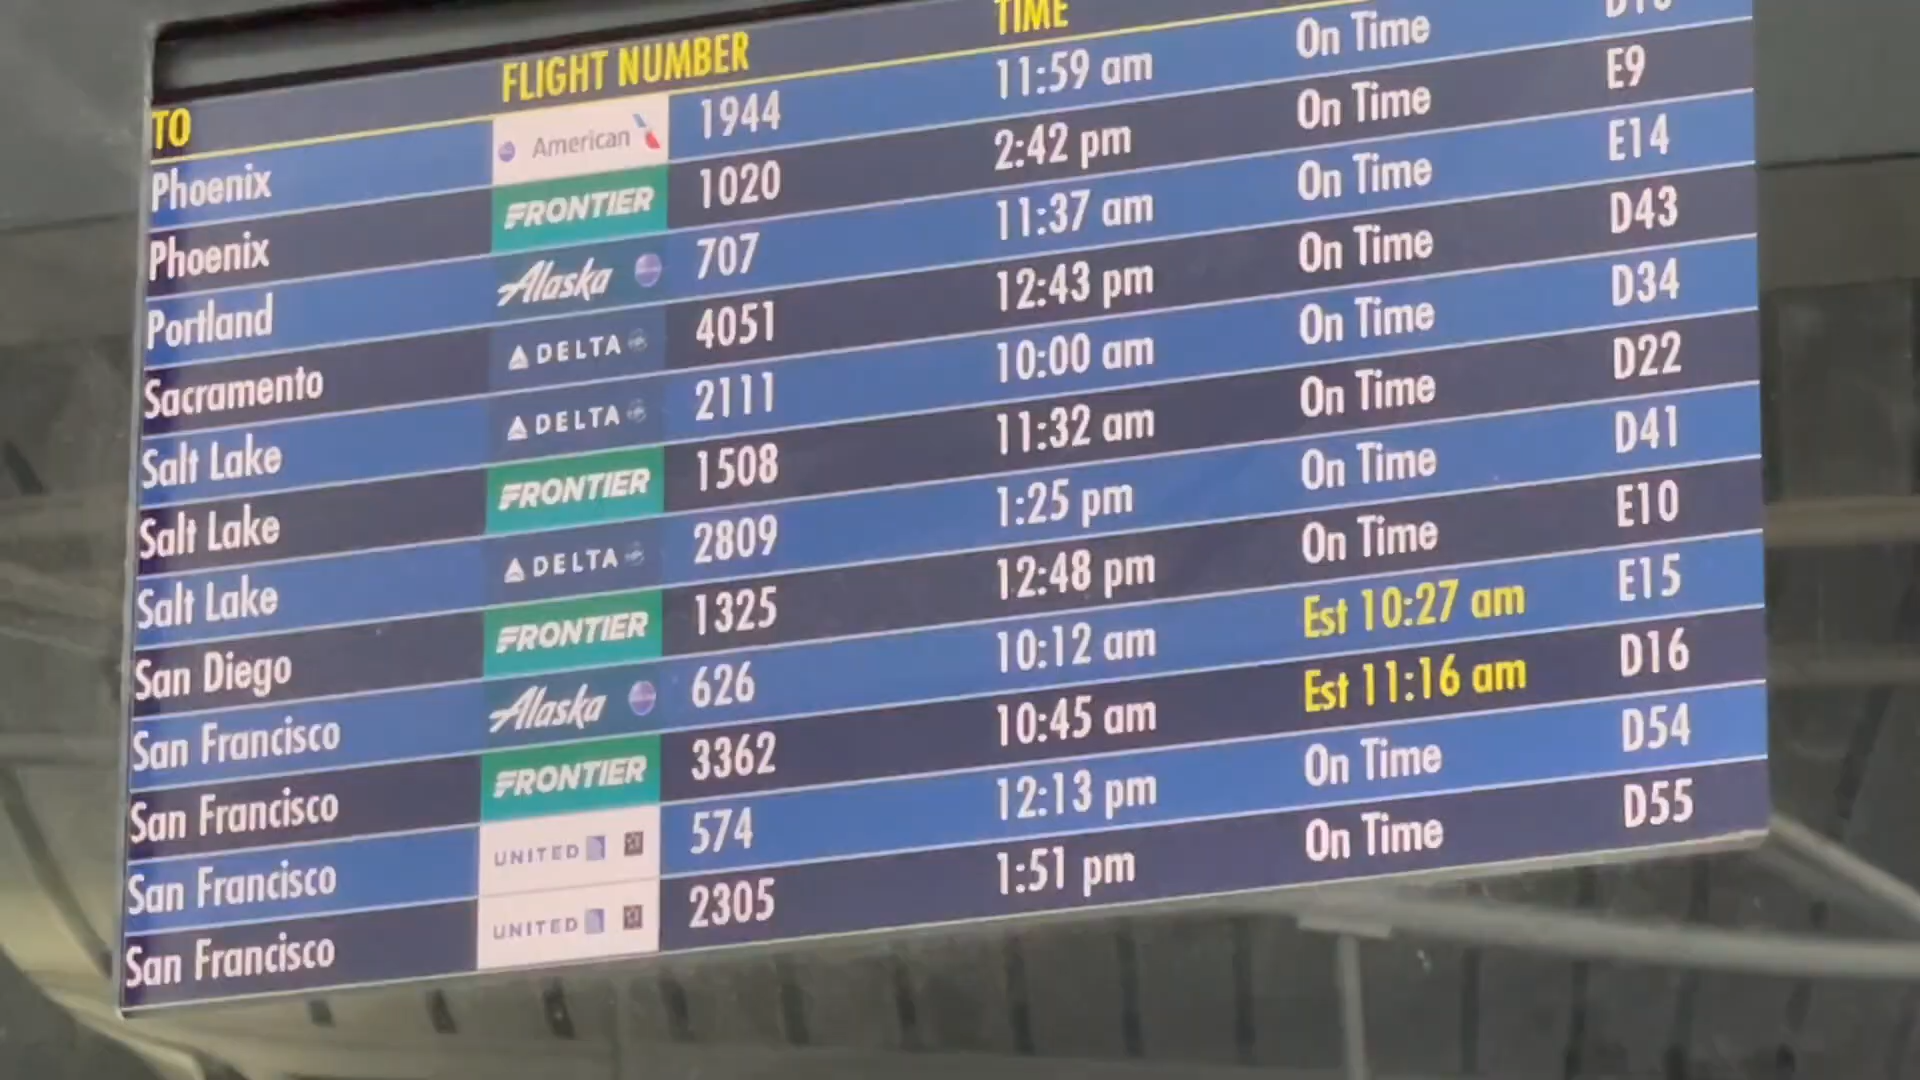 TO FLIGHT NUMBER TIME
Phoenix American 1944 11:59 am On Time
Phoenix FRONTIER 1020 2:42 pm On Time E9
Portland Alaska 707 11:37 am On Time E14
Sacramento DELTA 4051 12:43 pm On Time D43
Salt Lake DELTA 2111 10:00 am On Time D34
Salt Lake FRONTIER 1508 11:32 am On Time D22
Salt Lake DELTA 2809 1:25 pm On Time D41
San Diego FRONTIER 1325 12:48 pm On Time E10
San Francisco Alaska 626 10:12 am Est 10:27 am E15
San Francisco FRONTIER 3362 10:45 am Est 11:16 am D16
San Francisco UNITED 574 12:13 pm On Time D54
San Francisco UNITED 2305 1:51 pm On Time D55